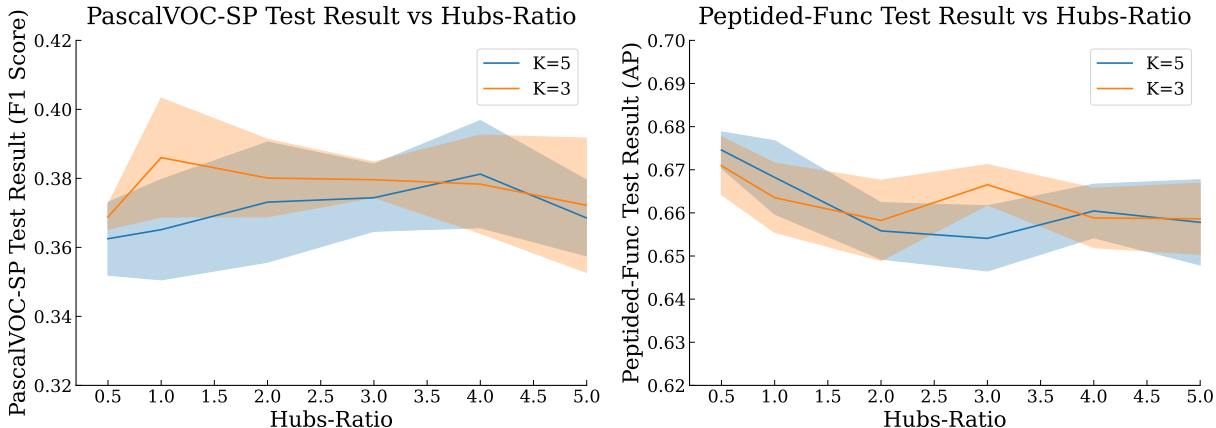 PascalVOC-SP Test Result vs Hubs-Ratio
PascalVOC-SP Test Result (F1 Score)
0.42
0.40
0.38
0.36
0.34
0.32
K=5
K=3
0.5 1.0 1.5 2.0 2.5 3.0 3.5 4.0 4.5 5.0
Hubs-Ratio
Peptided-Func Test Result vs Hubs-Ratio
Peptided-Func Test Result (AP)
0.70
0.69
0.68
0.67
0.66
0.65
0.64
0.63
0.62
K=5
K=3
0.5 1.0 1.5 2.0 2.5 3.0 3.5 4.0 4.5 5.0
Hubs-Ratio